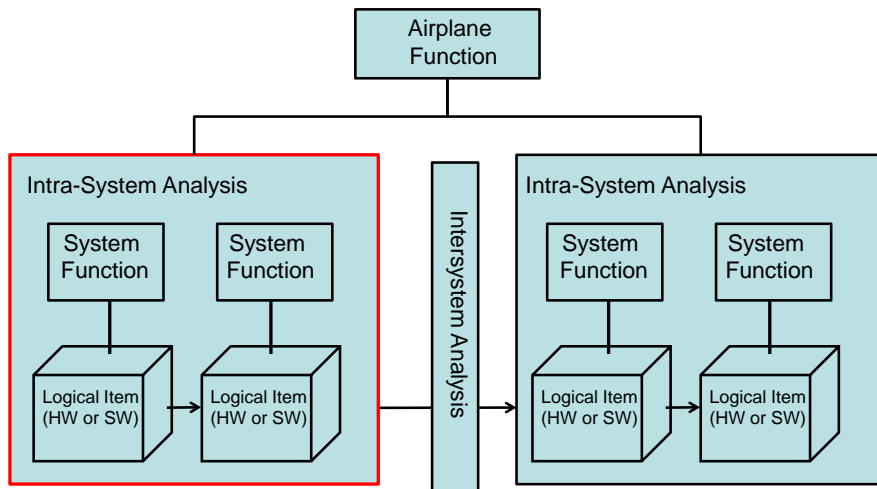 Airplane
Function
Intra-System Analysis
System
Function
System
Function
Logical Item
(HW or SW)
Logical Item
(HW or SW)
Intersystem Analysis
Intra-System Analysis
System
Function
System
Function
Logical Item
(HW or SW)
Logical Item
(HW or SW)